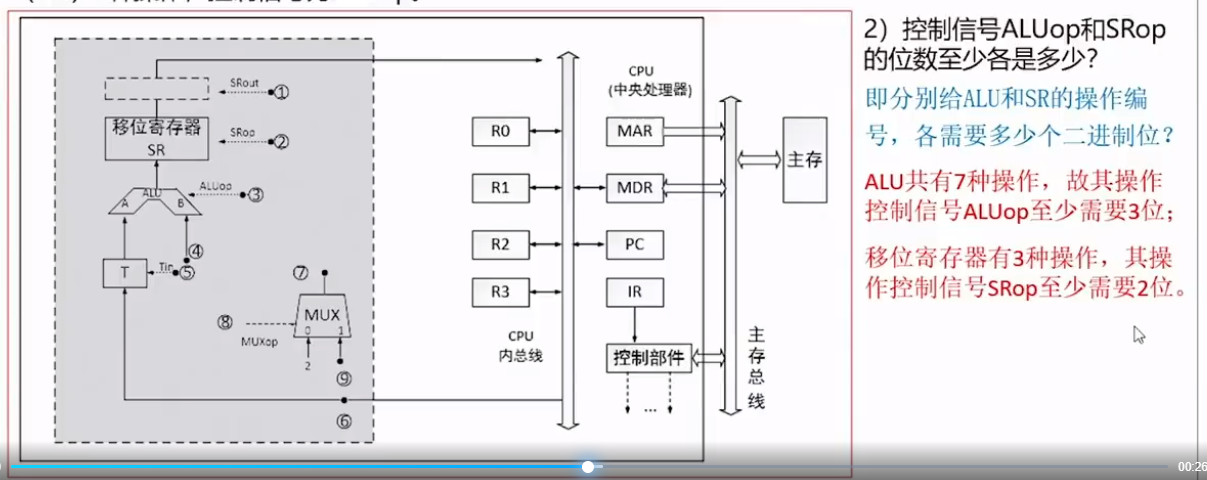 SRout
①
移位寄存器
SR
SRop
②
ALU
A
B
ALUop
③
④
T
Tin
⑤
⑦
⑧
MUX
0
1
MUXop
2
⑨
⑥
R0
R1
R2
R3
CPU
内总线
CPU
(中央处理器)
MAR
MDR
PC
IR
控制部件
...
主存总线
主存
2）控制信号ALUop和SRop
的位数至少各是多少？
即分别给ALU和SR的操作编
号，各需要多少个二进制位？
ALU共有7种操作，故其操作
控制信号ALUop至少需要3位；
移位寄存器有3种操作，其操
作控制信号SRop至少需要2位。
00:26